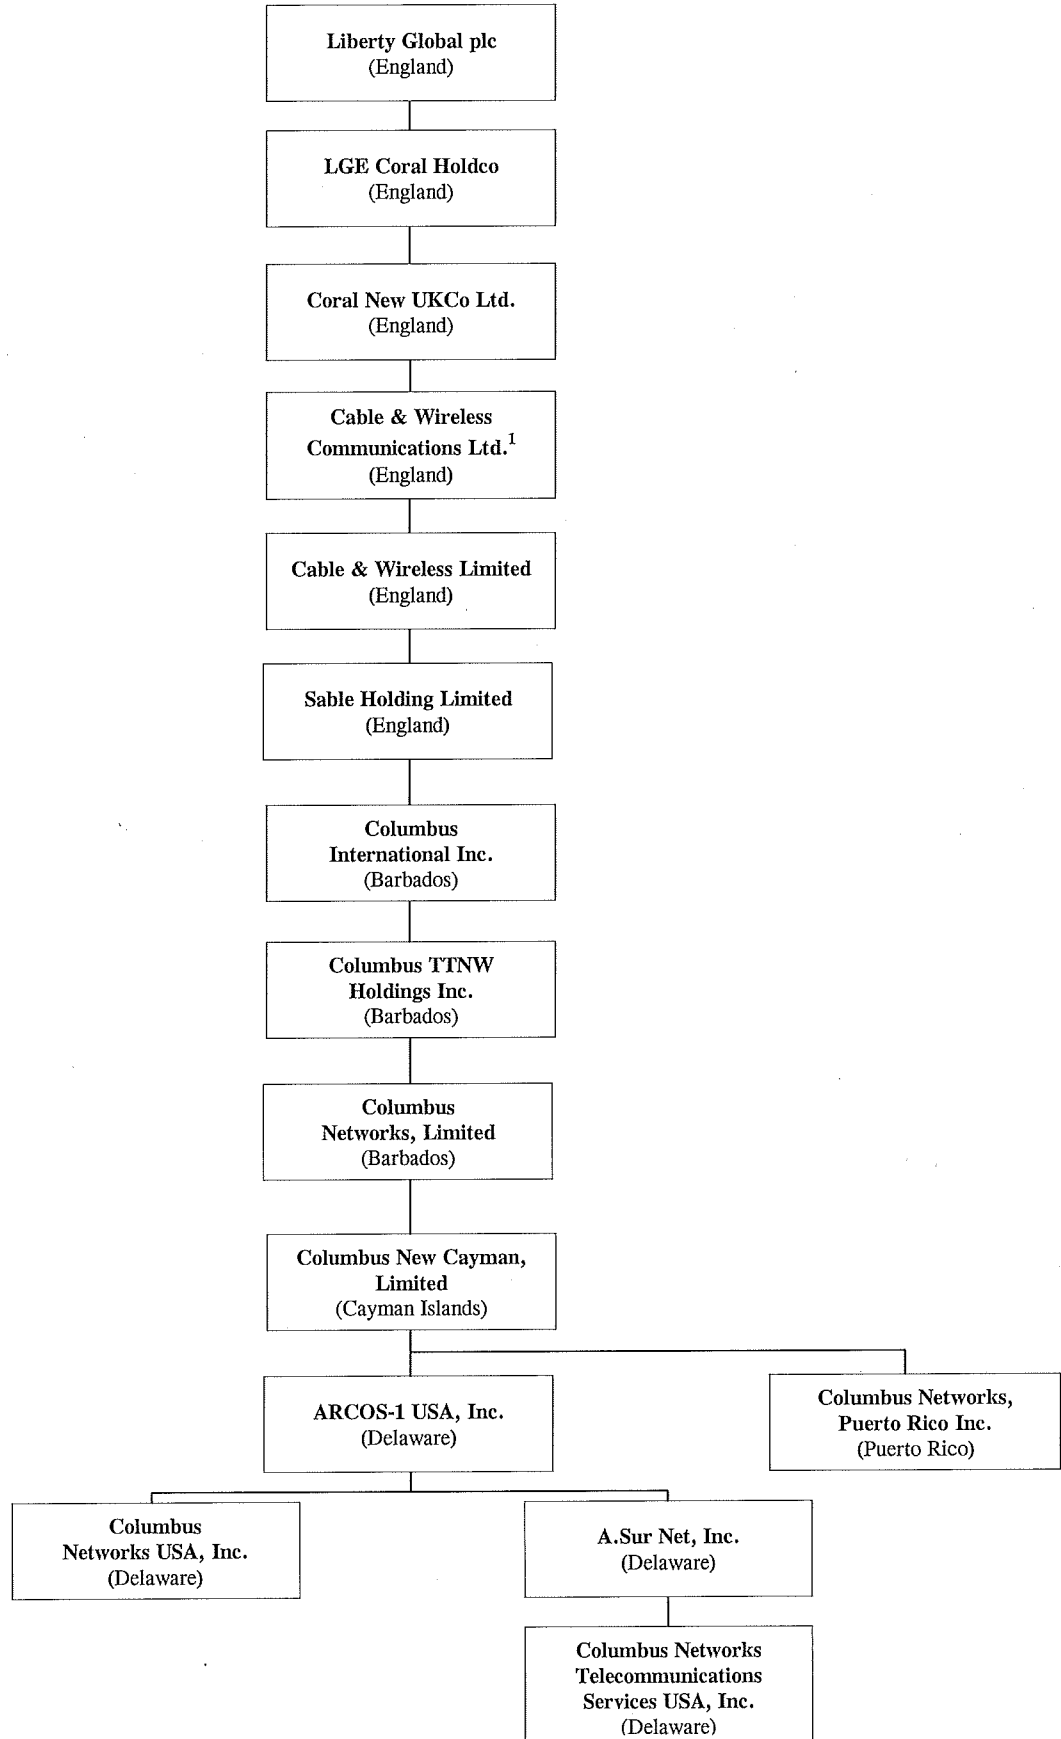 Liberty Global plc
(England)
LGE Coral Holdco
(England)
Coral New UKCo Ltd.
(England)
Cable & Wireless
Communications Ltd.1
(England)
Cable & Wireless Limited
(England)
Sable Holding Limited
(England)
Columbus
International Inc.
(Barbados)
Columbus TTNW
Holdings Inc.
(Barbados)
Columbus
Networks, Limited
(Barbados)
Columbus New Cayman,
Limited
(Cayman Islands)
ARCOS-1 USA, Inc.
(Delaware)
Columbus Networks,
Puerto Rico Inc.
(Puerto Rico)
Columbus
Networks USA, Inc.
(Delaware)
A.Sur Net, Inc.
(Delaware)
Columbus Networks
Telecommunications
Services USA, Inc.
(Delaware)